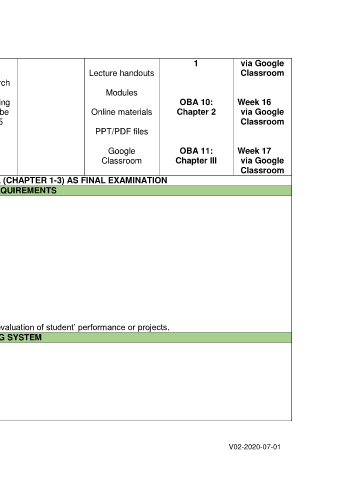 1
via Google
Classroom
Lecture handouts
Modules
OBA 10:
Chapter 2
Week 16
via Google
Classroom
Online materials
PPT/PDF files
Google
Classroom
OBA 11:
Chapter III
Week 17
via Google
Classroom
rch
ing
be
(CHAPTER 1-3) AS FINAL EXAMINATION
QUIREMENTS
evaluation of student' performance or projects.
G SYSTEM
V02-2020-07-01